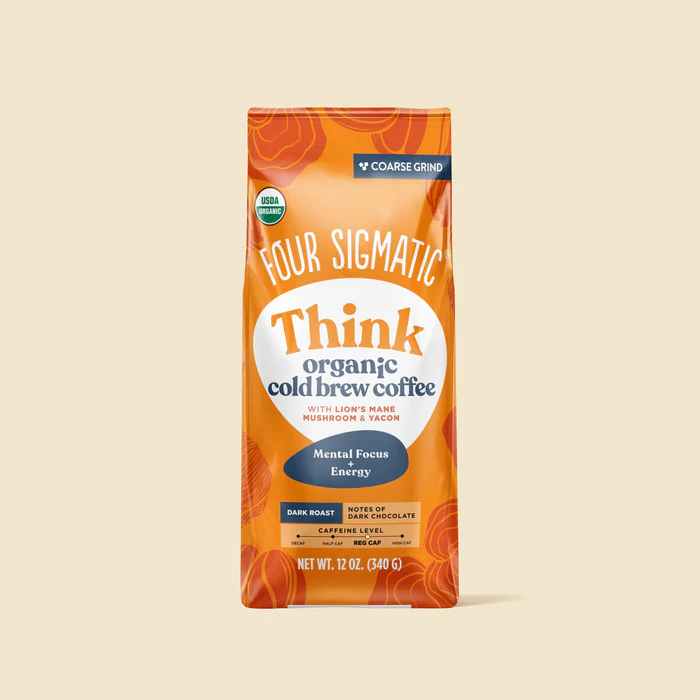 COARSE GRIND
USDA
ORGANIC
FOUR SIGMATIC®
Think
organic
cold brew coffee
WITH LION'S MANE
MUSHROOM & YACON
Mental Focus
+
Energy
DARK ROAST
NOTES OF
DARK CHOCOLATE
CAFFEINE LEVEL
DECAF HALF CAF REG CAF HIGH CAF
NET WT. 12 OZ. (340 G)